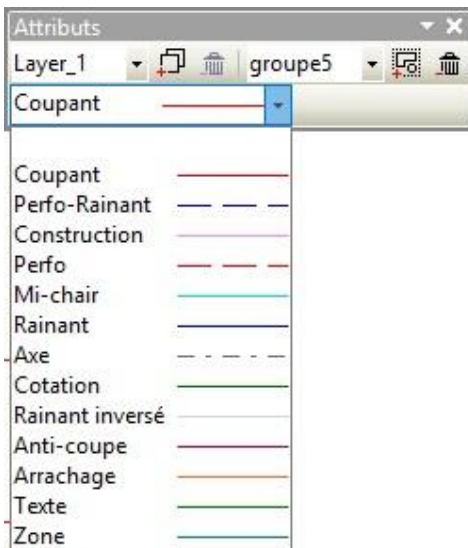 Attributs
Layer_1 groupe5
Coupant
Coupant
Perfo-Rainant
Construction
Perfo
Mi-chair
Rainant
Axe
Cotation
Rainant inversé
Anti-coupe
Arrachage
Texte
Zone